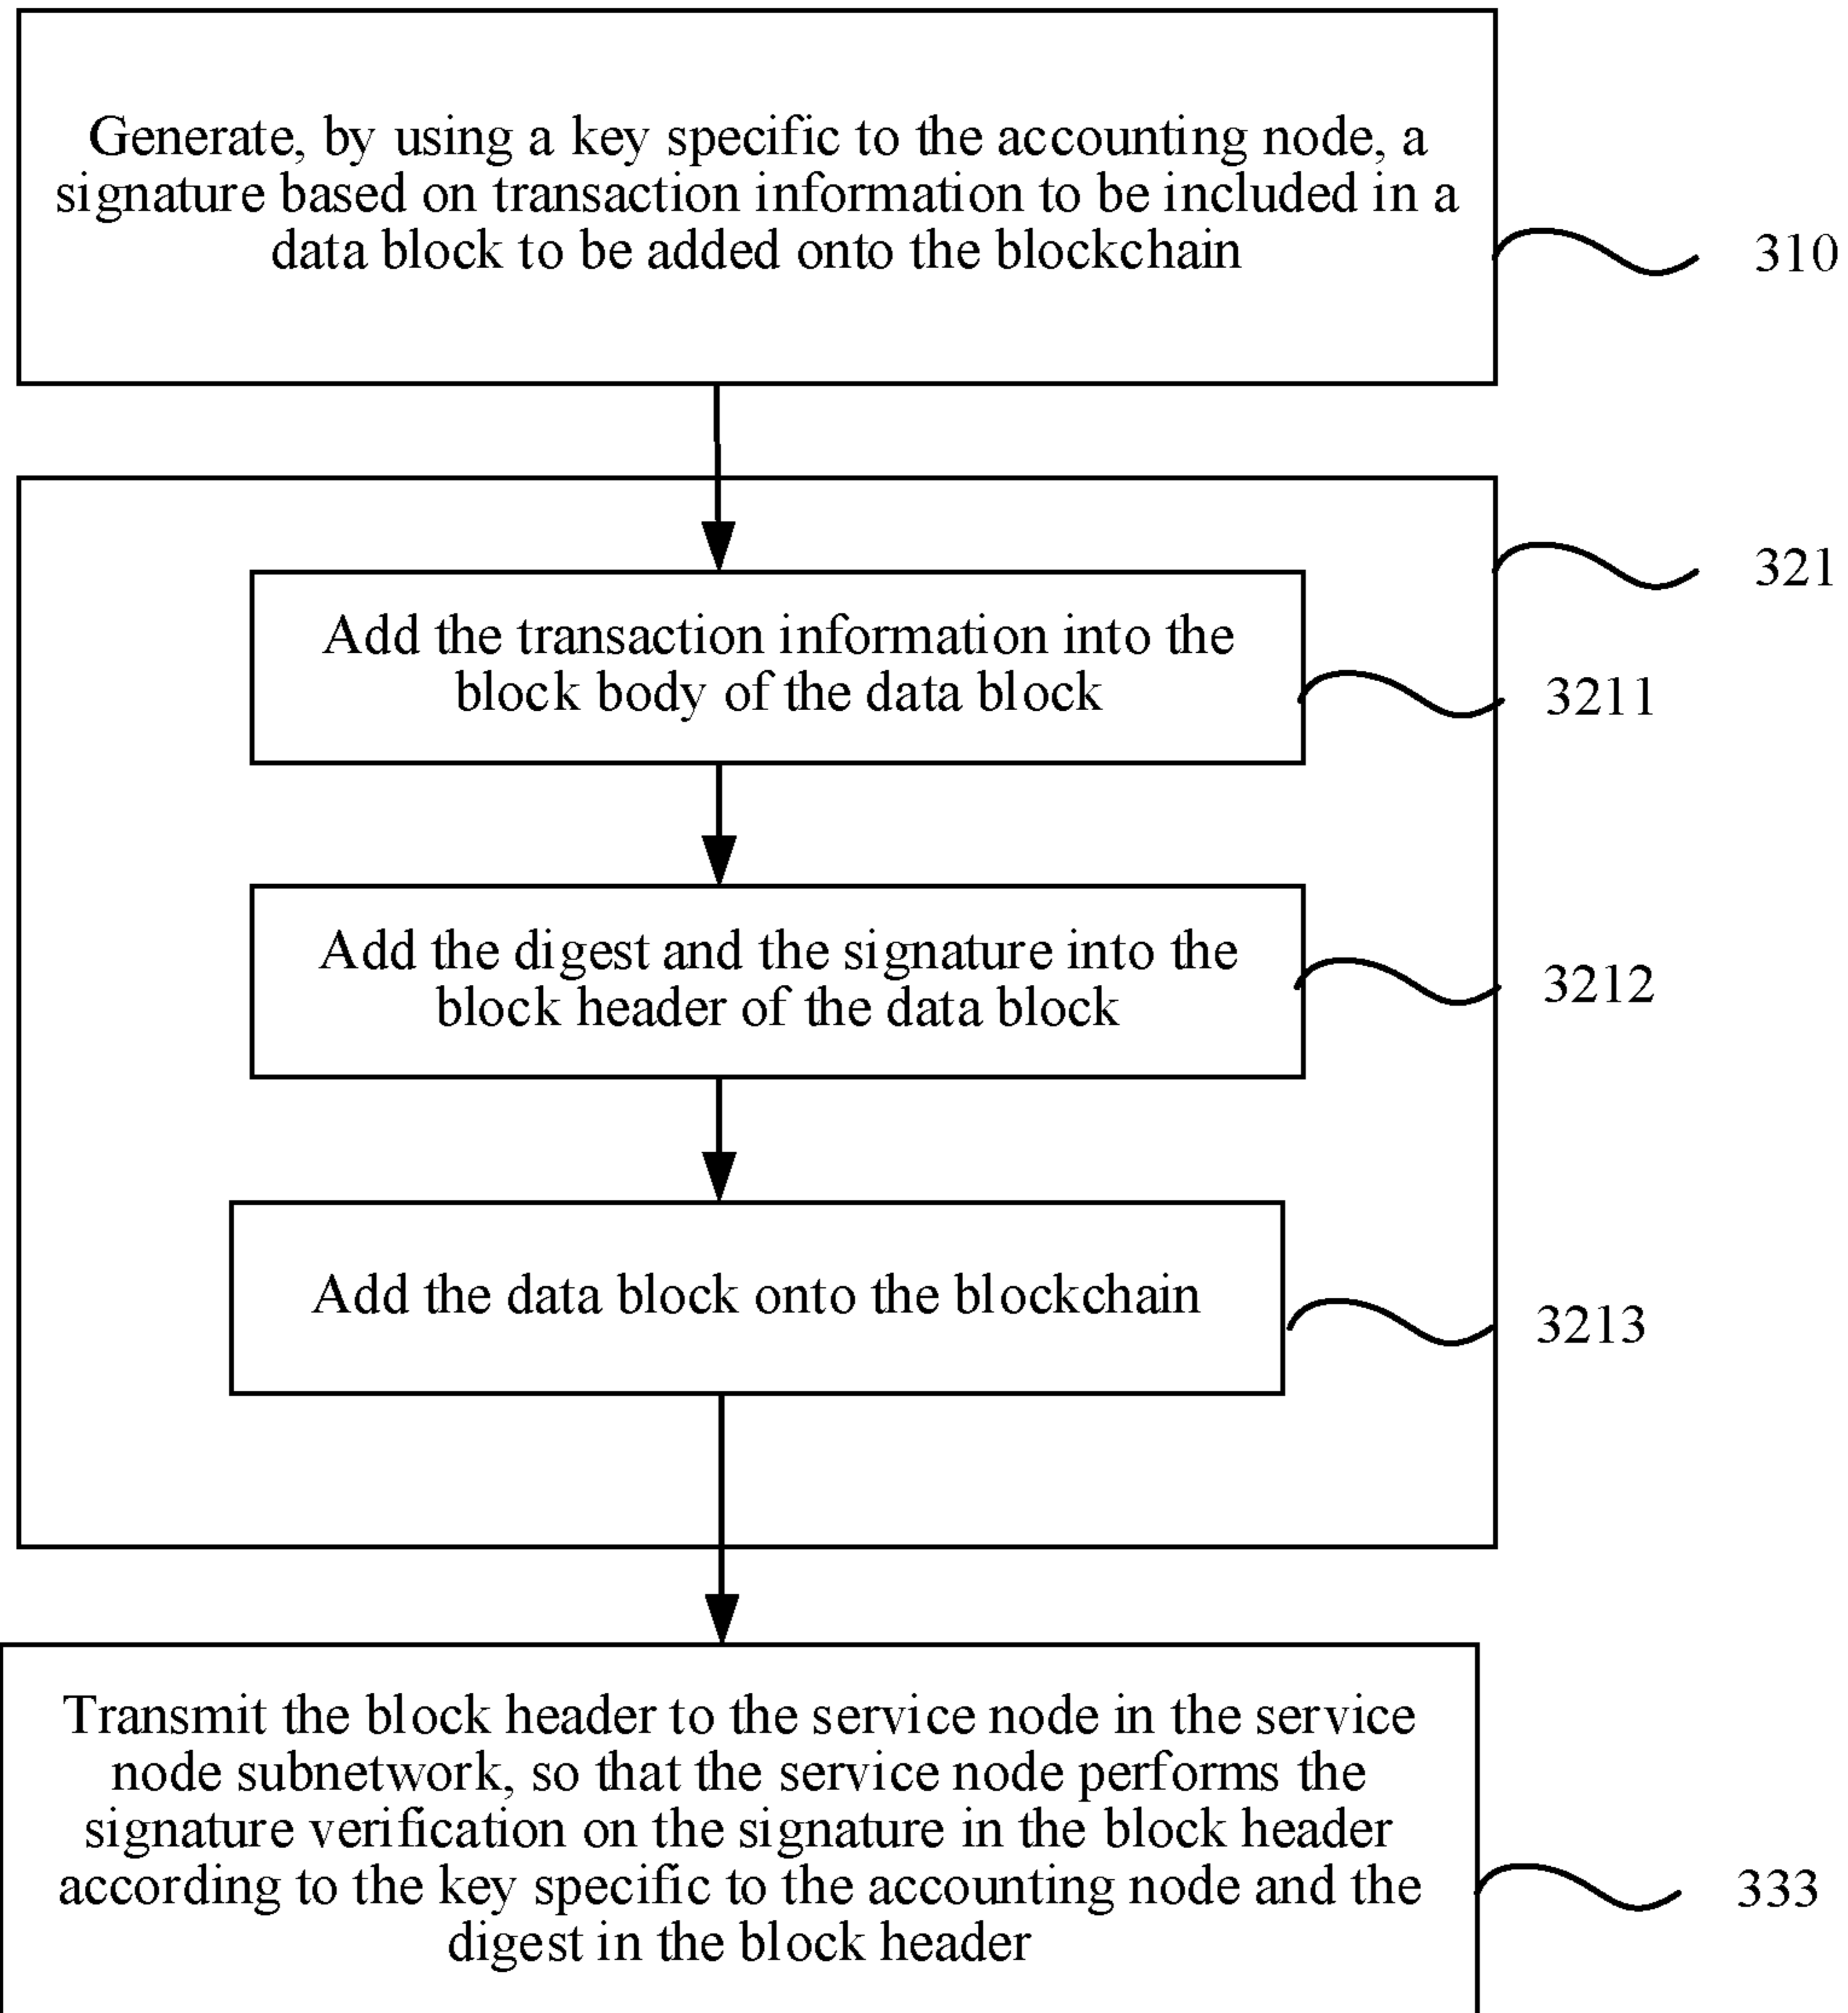 Generate, by using a key specific to the accounting node, a
signature based on transaction information to be included in a
data block to be added onto the blockchain
310
321
Add the transaction information into the
block body of the data block
3211
Add the digest and the signature into the
block header of the data block
3212
Add the data block onto the blockchain
3213
Transmit the block header to the service node in the service
node subnetwork, so that the service node performs the
signature verification on the signature in the block header
according to the key specific to the accounting node and the
digest in the block header
333